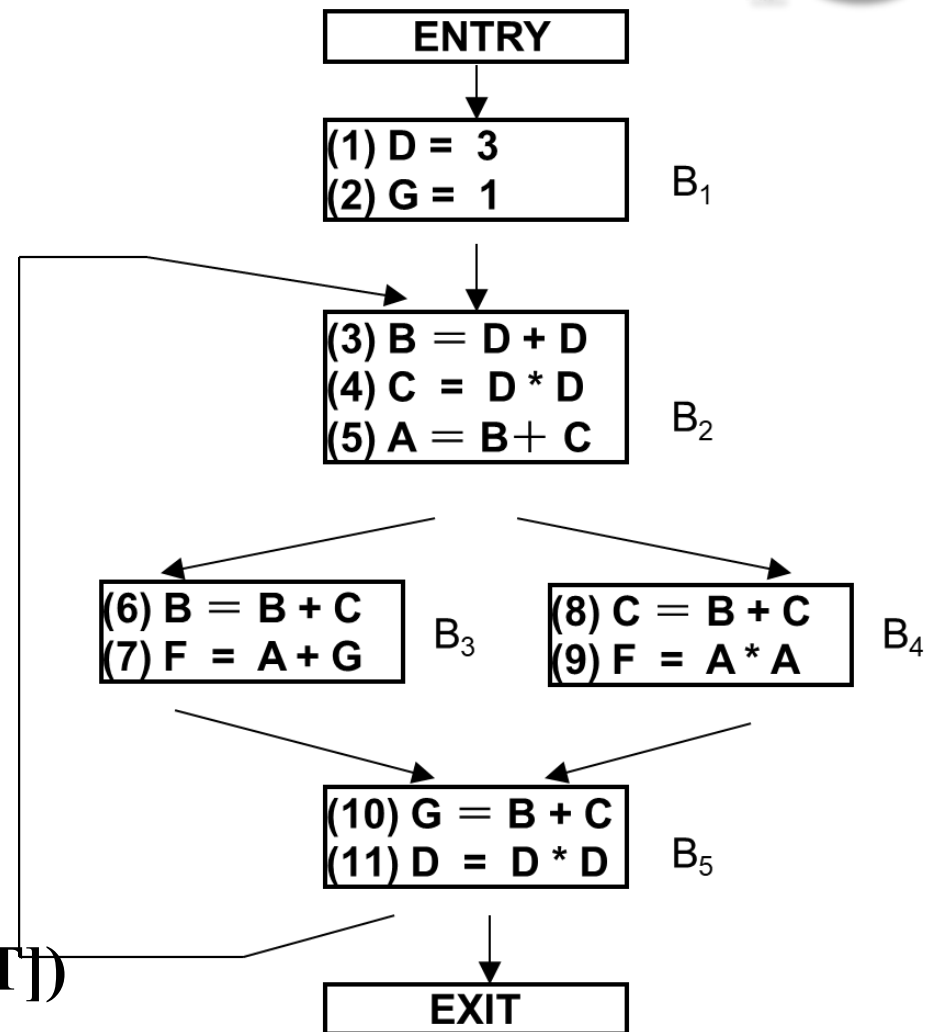 ENTRY
(1) D = 3
(2) G = 1
B₁
(3) B = D + D
(4) C = D * D
(5) A = B + C
B₂
(6) B = B + C
(7) F = A + G
B₃
(8) C = B + C
(9) F = A * A
B₄
(10) G = B + C
(11) D = D * D
B₅
])
EXIT